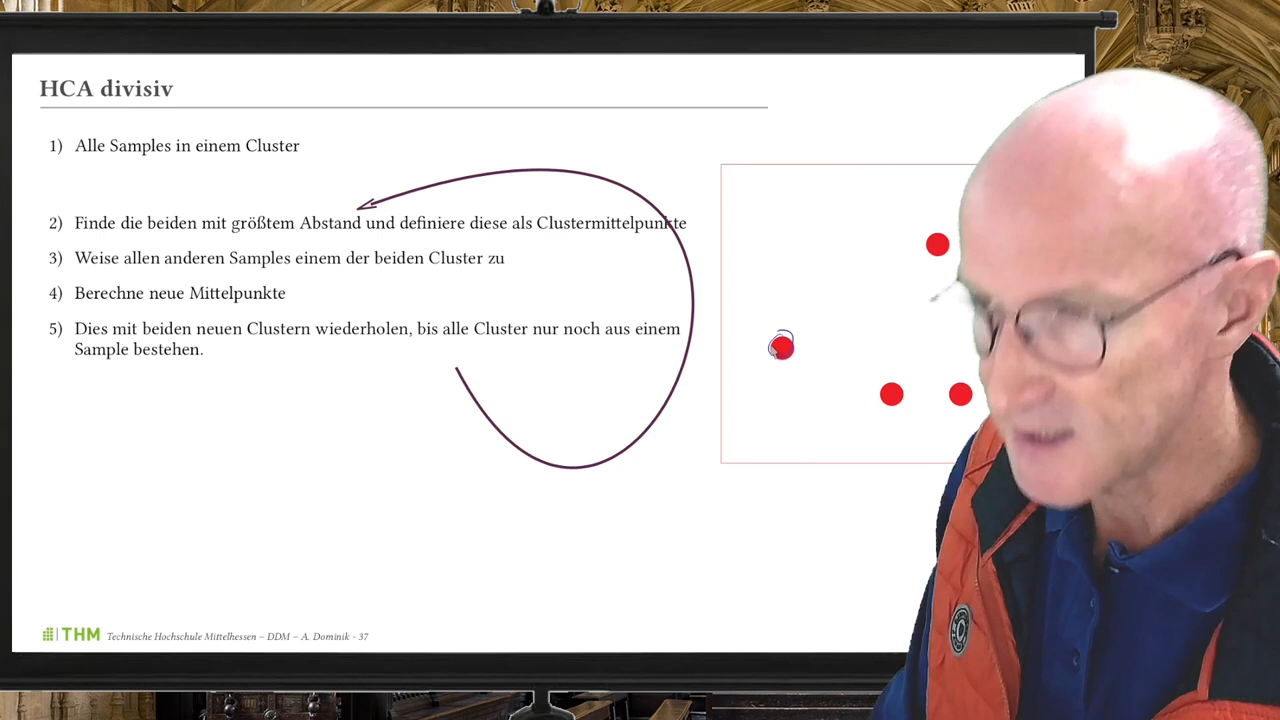 HCA divisiv
1) Alle Samples in einem Cluster
2) Finde die beiden mit größtem Abstand und definiere diese als Clustermittelpunkte
3) Weise allen anderen Samples einem der beiden Cluster zu
4) Berechne neue Mittelpunkte
5) Dies mit beiden neuen Clustern wiederholen, bis alle Cluster nur noch aus einem
Sample bestehen.
THM Technische Hochschule Mittelhessen – DDM – A. Dominik - 37